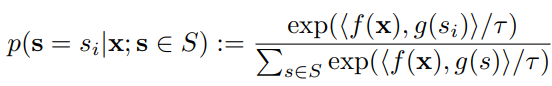 p(s = s_i|x; s ∈ S) := exp(⟨f(x), g(s_i)⟩/τ) / ∑_{s∈S} exp(⟨f(x), g(s)⟩/τ)